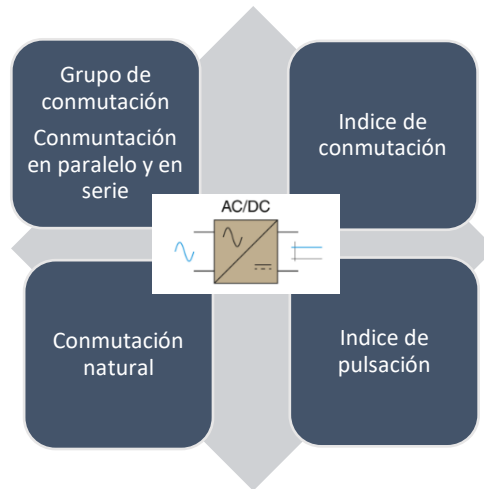 Grupo de
conmutación
Conmuntación
en paralelo y en
serie
Indice de
conmutación
AC/DC
Conmutación
natural
Indice de
pulsación